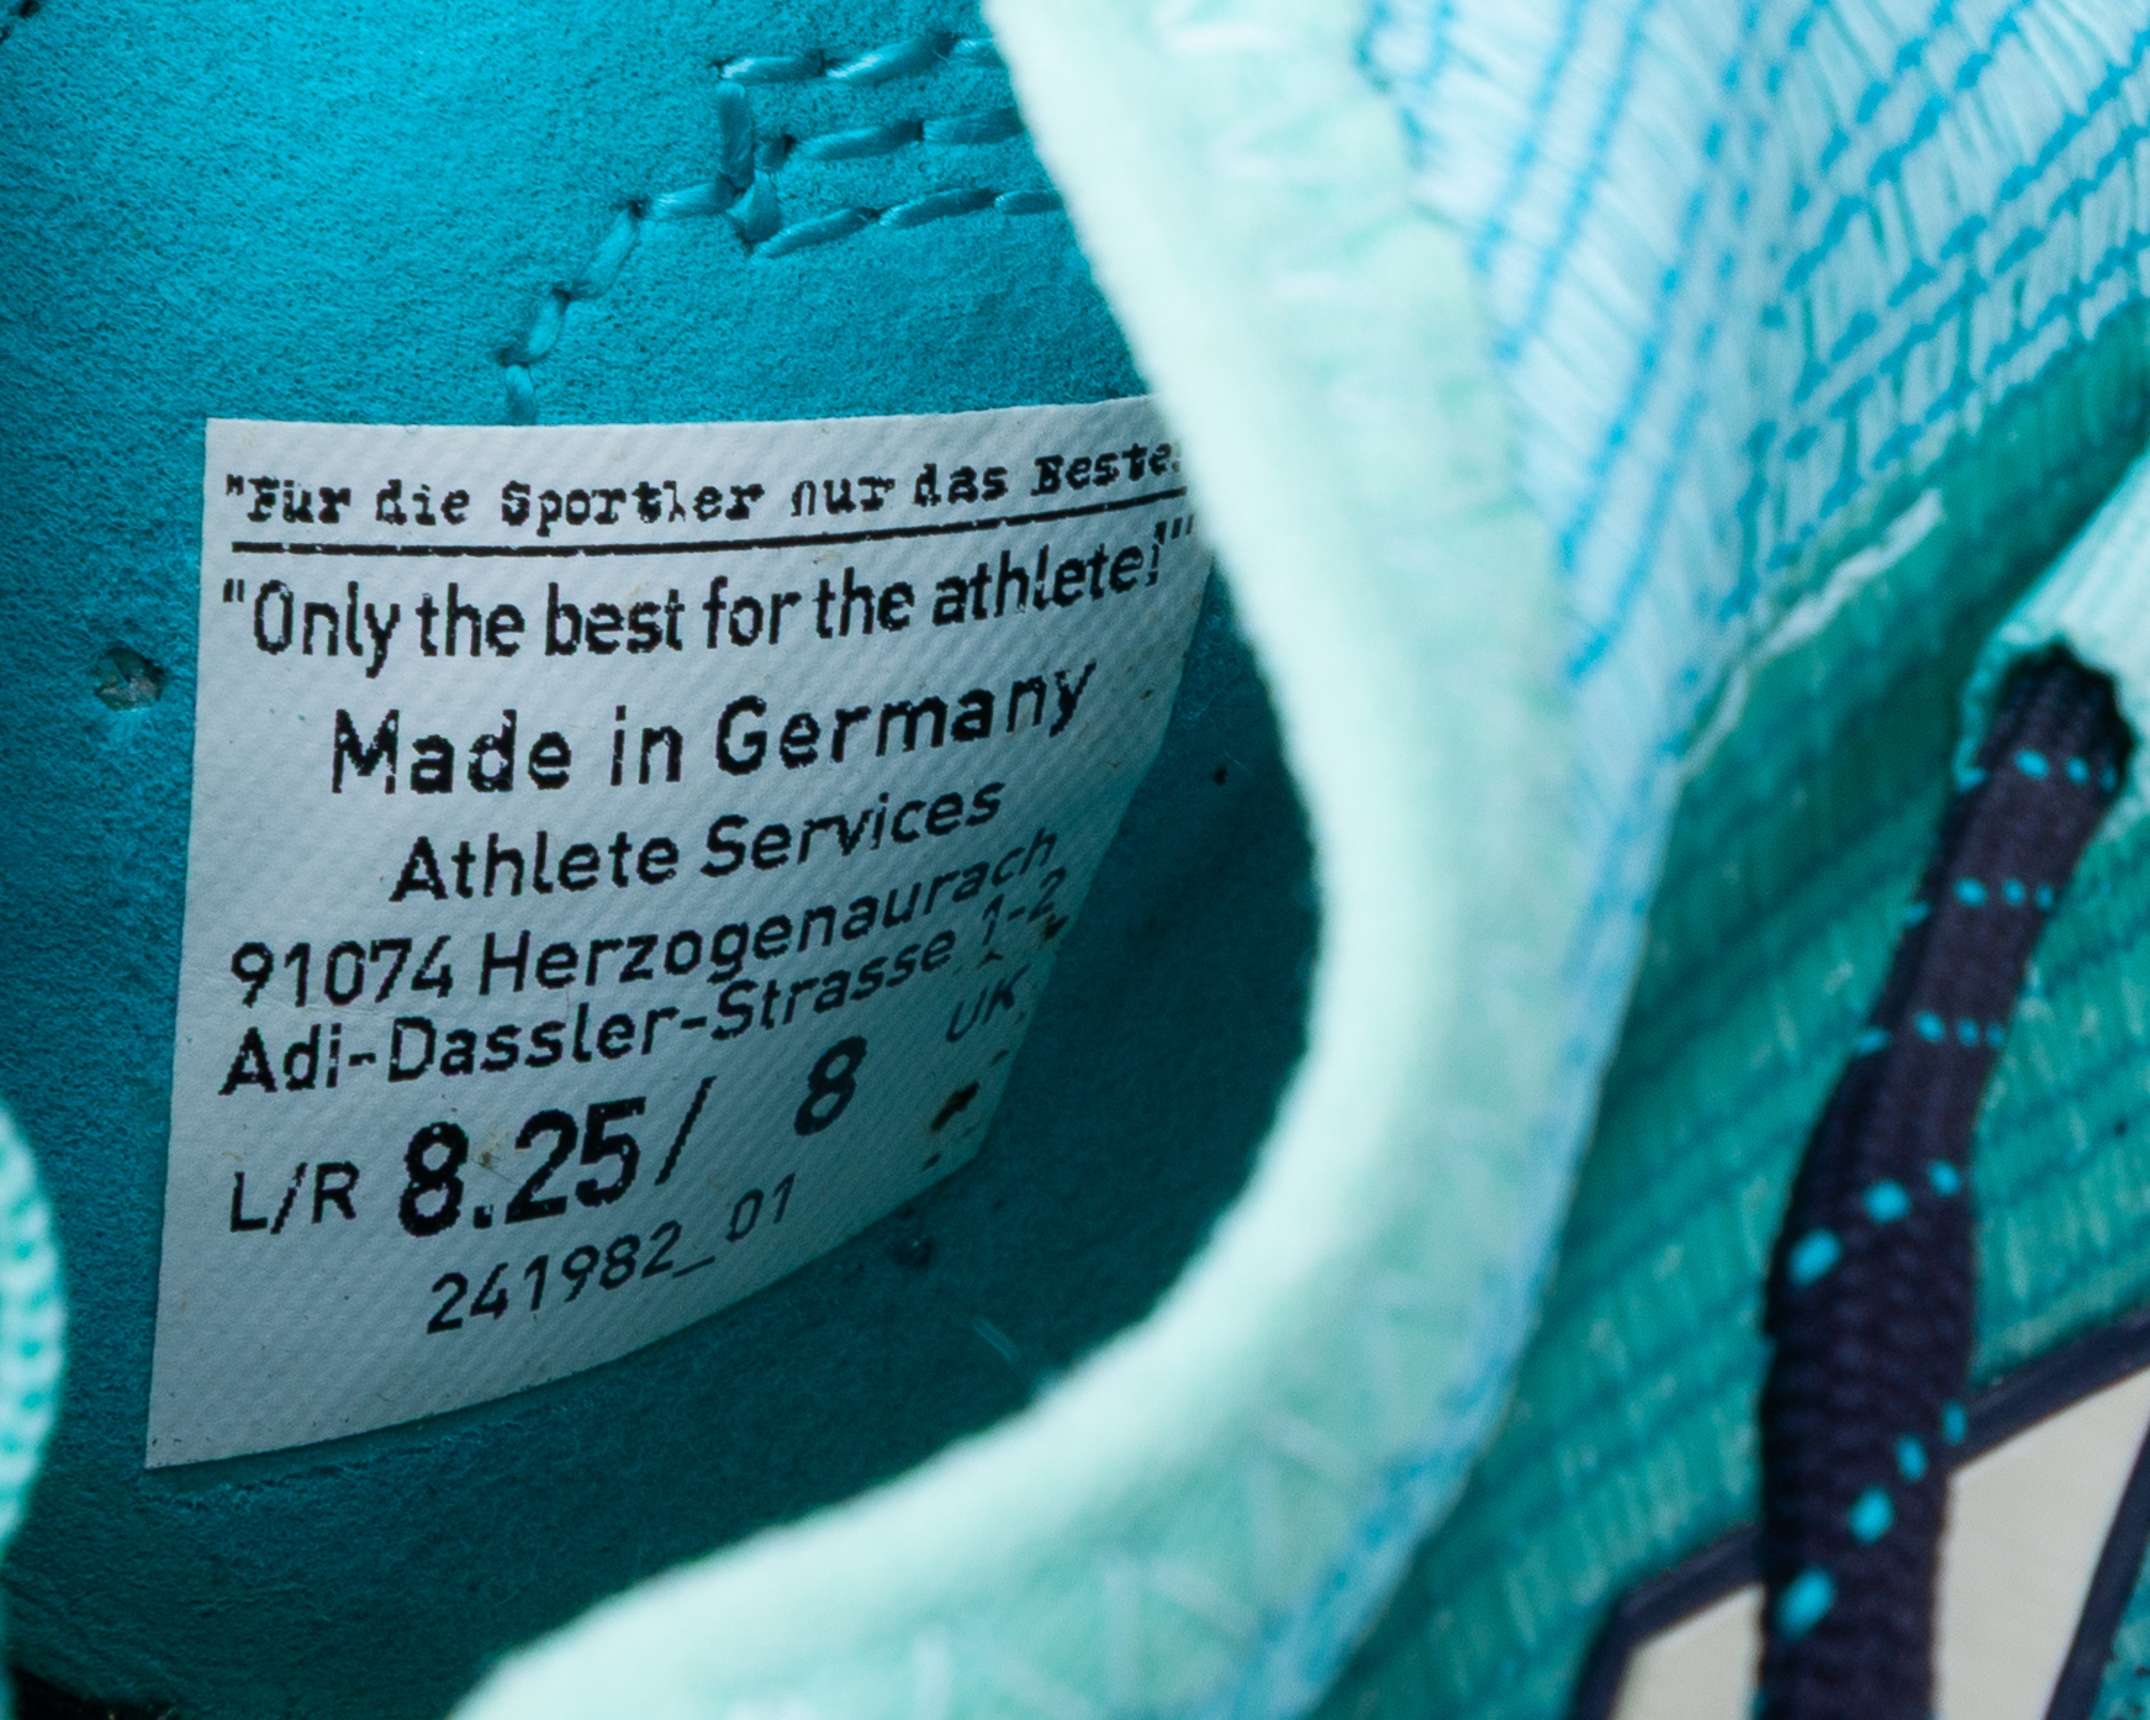 "Für die Sportler nur das Beste
"Only the best for the athlete!"
Made in Germany
Athlete Services
91074 Herzogenaurach
Adi-Dassler-Strasse 1-2
L/R 8.25/ 8 UK
241982_01